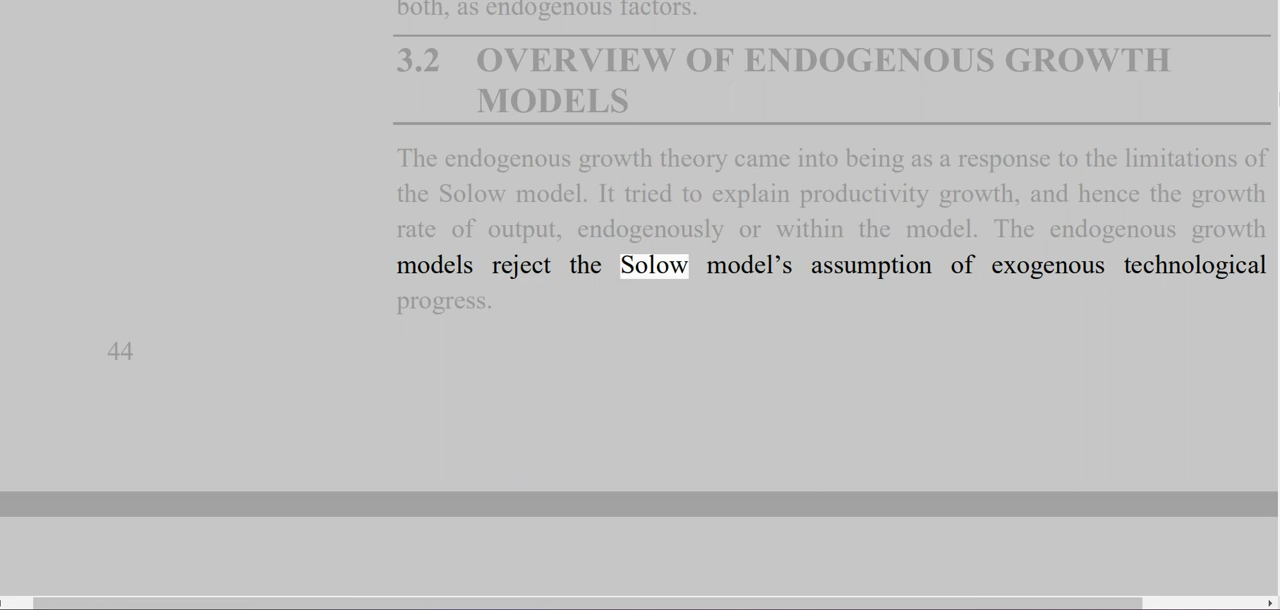 both, as endogenous factors.
3.2 OVERVIEW OF ENDOGENOUS GROWTH
MODELS
The endogenous growth theory came into being as a response to the limitations of
the Solow model. It tried to explain productivity growth, and hence the growth
rate of output, endogenously or within the model. The endogenous growth
models reject the Solow model’s assumption of exogenous technological
progress.
44